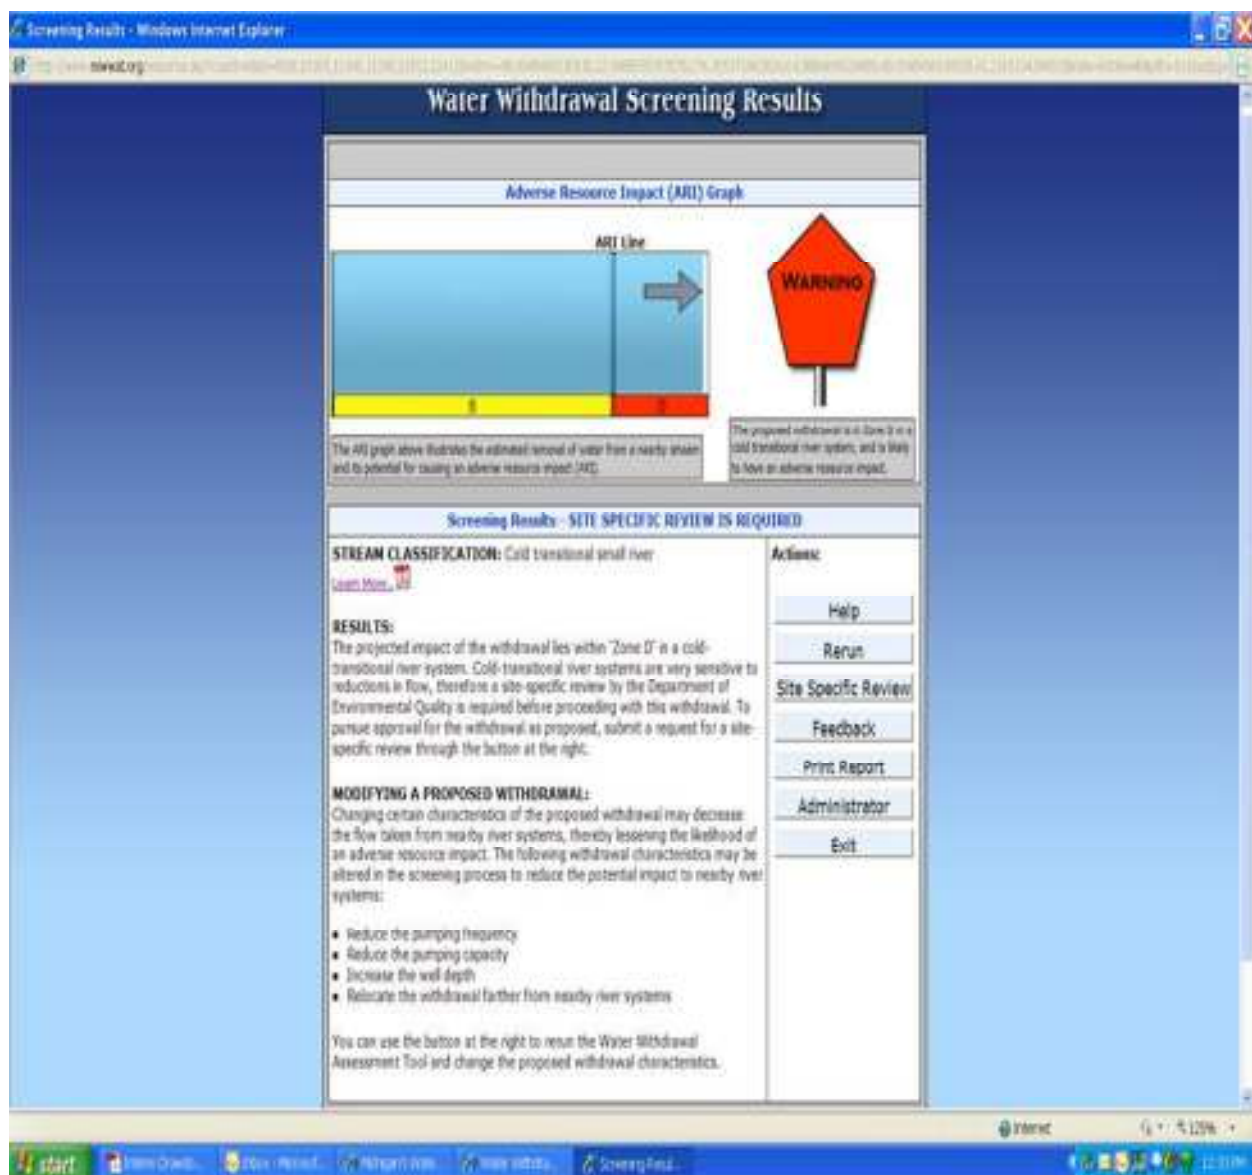 Screening Results - Windows Internet Explorer
Water Withdrawal Screening Results
Adverse Resource Impact (ARI) Graph
ARI Line
WARNING
B
D
The ARI graph above illustrates the estimated removal of water from a nearby stream
and its potential for causing an adverse resource impact (ARI).
The proposed withdrawal is in Zone D in a
cold transitional river system, and is likely
to have an adverse resource impact.
Screening Results - SITE SPECIFIC REVIEW IS REQUIRED
STREAM CLASSIFICATION: Cold transitional small river
Learn More...
RESULTS:
The projected impact of the withdrawal lies within 'Zone D' in a cold-
transitional river system. Cold-transitional river systems are very sensitive to
reductions in flow, therefore a site-specific review by the Department of
Environmental Quality is required before proceeding with this withdrawal. To
pursue approval for the withdrawal as proposed, submit a request for a site-
specific review through the button at the right.
MODIFYING A PROPOSED WITHDRAWAL:
Changing certain characteristics of the proposed withdrawal may decrease
the flow taken from nearby river systems, thereby lessening the likelihood of
an adverse resource impact. The following withdrawal characteristics may be
altered in the screening process to reduce the potential impact to nearby river
systems:
• Reduce the pumping frequency
• Reduce the pumping capacity
• Increase the well depth
• Relocate the withdrawal farther from nearby river systems
You can use the button at the right to rerun the Water Withdrawal
Assessment Tool and change the proposed withdrawal characteristics.
Actions:
Help
Rerun
Site Specific Review
Feedback
Print Report
Administrator
Exit
Internet
125%
start